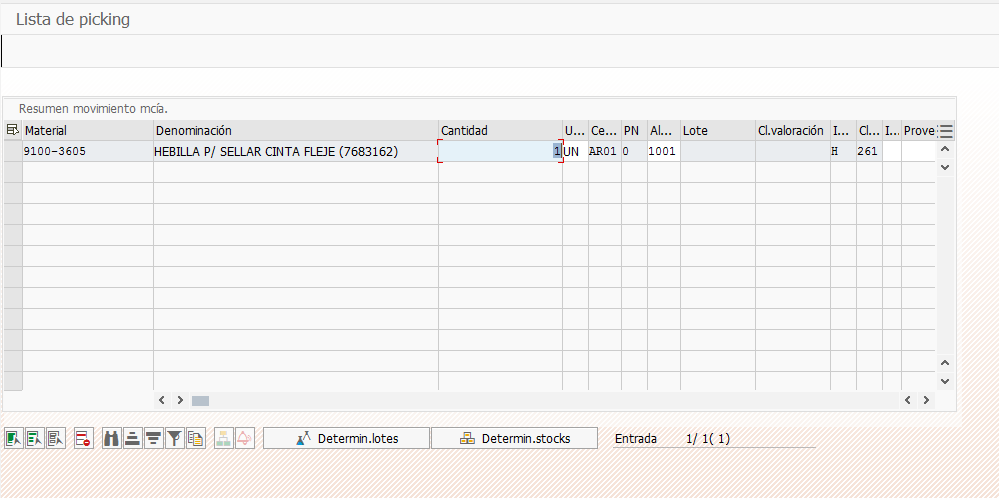 Lista de picking
Resumen movimiento mcía.
Material Denominación Cantidad U... Ce... PN Al... Lote Cl.valoración I... Cl... I... Prove
9100-3605 HEBILLA P/ SELLAR CINTA FLEJE (7683162) 1 UN AR01 0 1001 H 261
Determin.lotes Determin.stocks Entrada 1/ 1( 1)